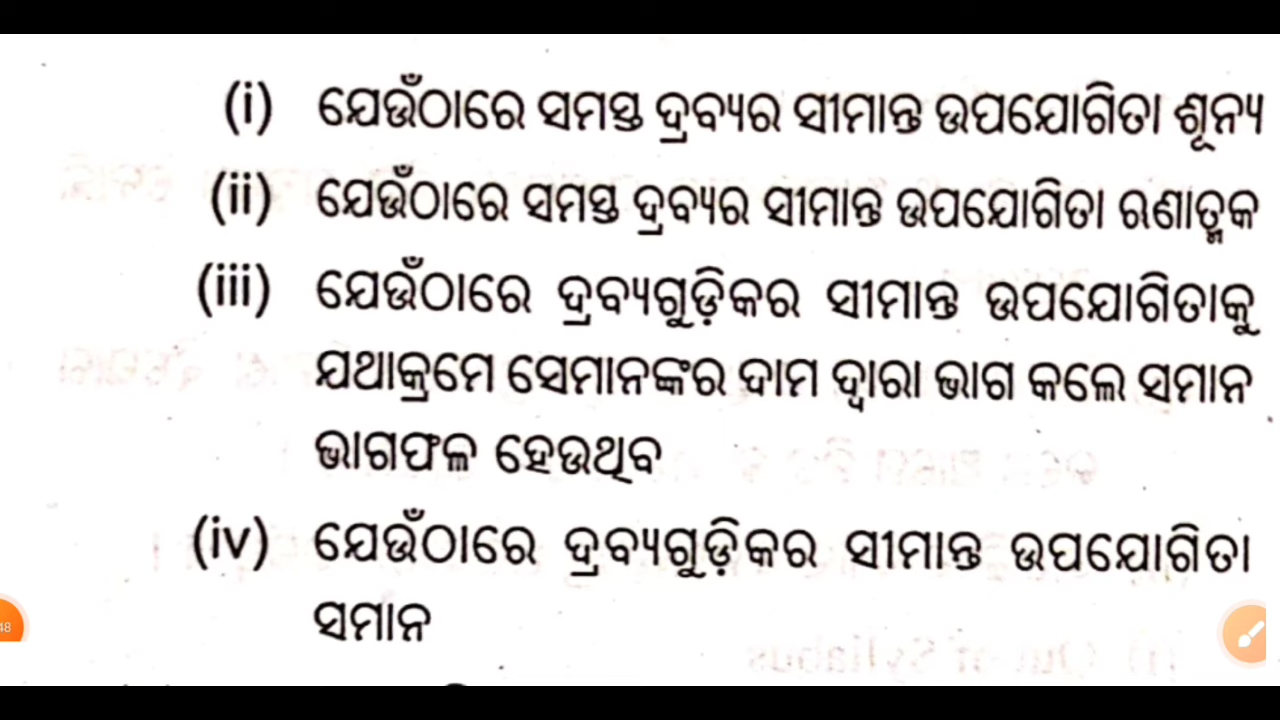 (i) ଯେଉଁଠାରେ ସମସ୍ତ ଦ୍ରବ୍ୟର ସୀମାନ୍ତ ଉପଯୋଗିତା ଶୂନ୍ୟ
(ii) ଯେଉଁଠାରେ ସମସ୍ତ ଦ୍ରବ୍ୟର ସୀମାନ୍ତ ଉପଯୋଗିତା ଋଣାତ୍ମକ
(iii) ଯେଉଁଠାରେ ଦ୍ରବ୍ୟଗୁଡ଼ିକର ସୀମାନ୍ତ ଉପଯୋଗିତାକୁ
ଯଥାକ୍ରମେ ସେମାନଙ୍କର ଦାମ ଦ୍ୱାରା ଭାଗ କଲେ ସମାନ
ଭାଗଫଳ ହେଉଥିବ
(iv) ଯେଉଁଠାରେ ଦ୍ରବ୍ୟଗୁଡ଼ିକର ସୀମାନ୍ତ ଉପଯୋଗିତା
ସମାନ
48